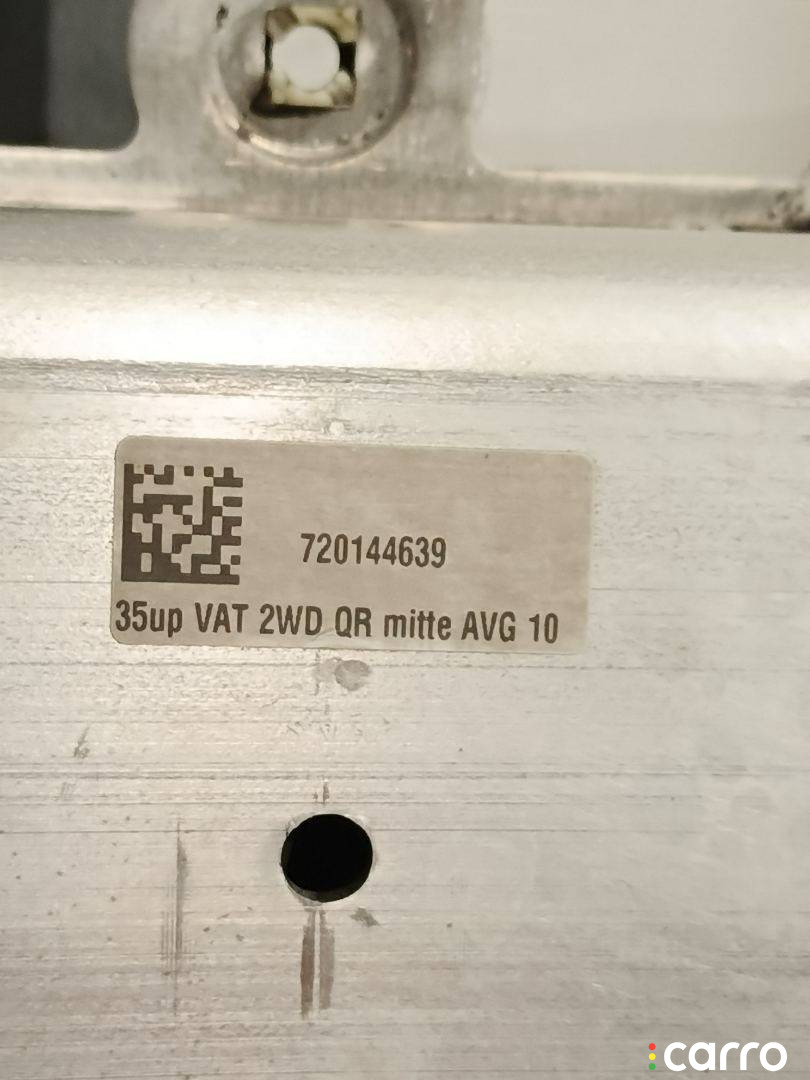 720144639
35up VAT 2WD QR mitte AVG 10
carro